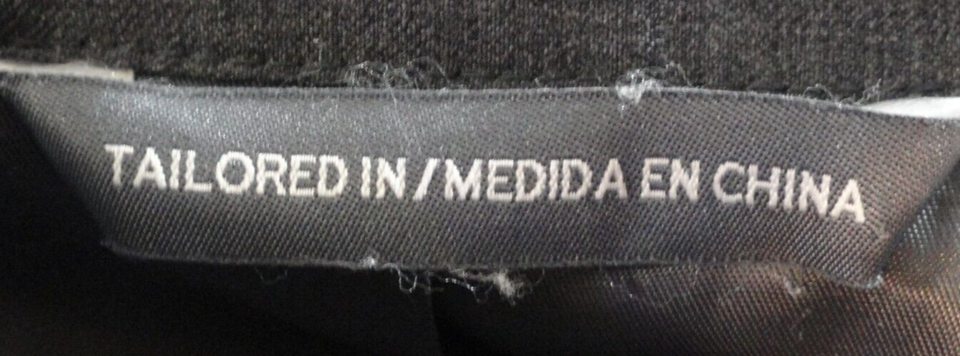 TAILORED IN/MEDIDA EN CHINA